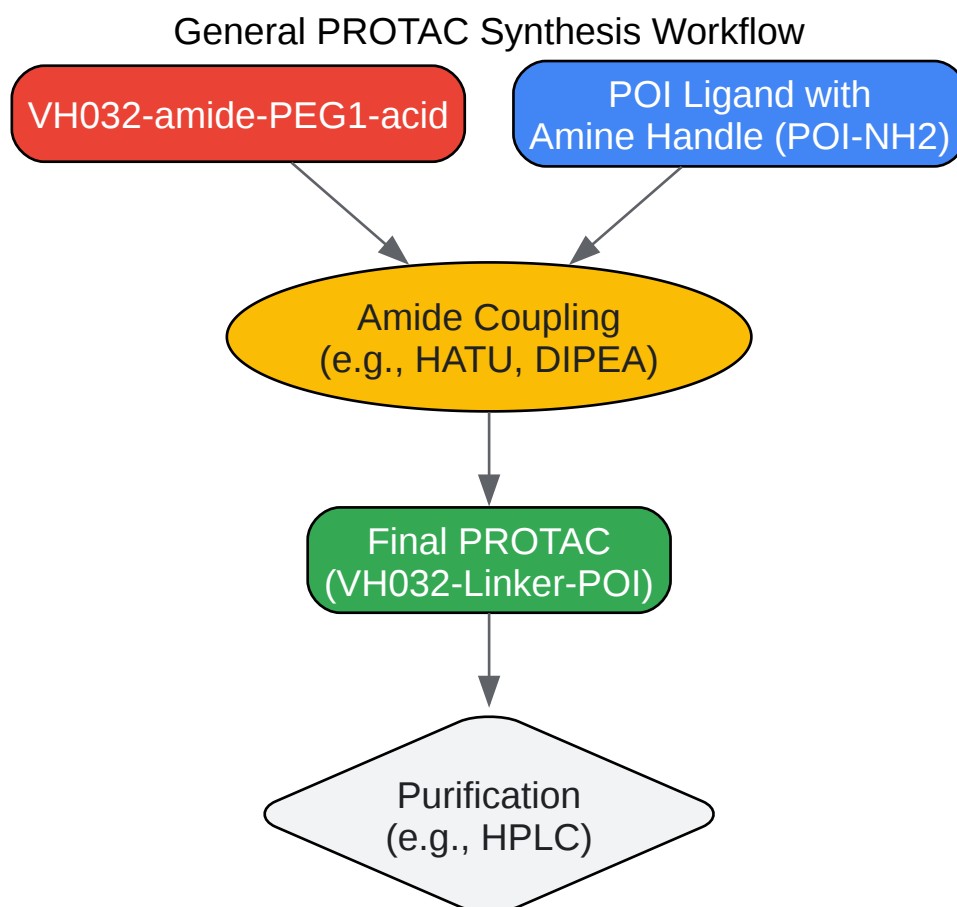 General PROTAC Synthesis Workflow
VH032-amide-PEG1-acid
POI Ligand with
Amine Handle (POI-NH2)
Amide Coupling
(e.g., HATU, DIPEA)
Final PROTAC
(VH032-Linker-POI)
Purification
(e.g., HPLC)